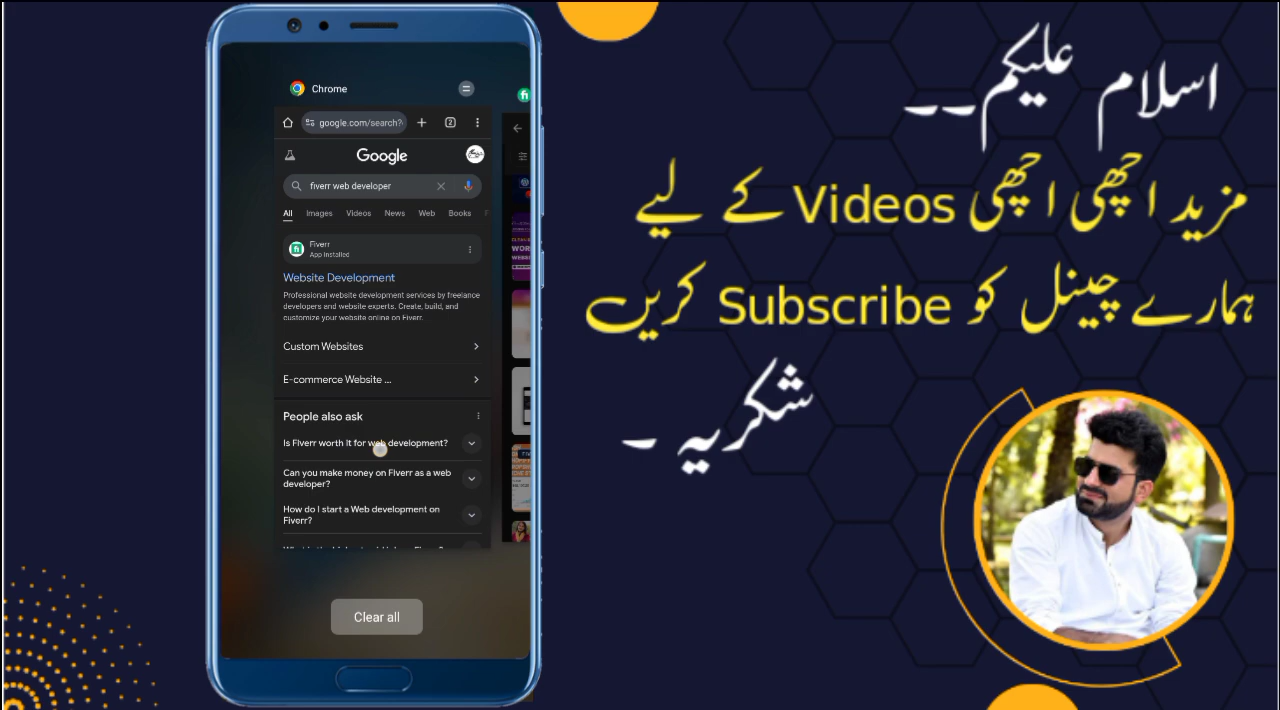 Chrome
google.com/search?
2
Google
fiverr web developer
All Images Videos News Web Books
Fiverr
App installed
Website Development
Professional website development services by freelance
developers and website experts. Create, build, and
customize your website online on Fiverr.
Custom Websites
E-commerce Website ...
People also ask
Is Fiverr worth it for web development?
Can you make money on Fiverr as a web
developer?
How do I start a Web development on
Fiverr?
Clear all
اسلام علیکم۔۔
مزید اچھی اچھی Videos کے لیے
ہمارے چینل کو Subscribe کریں
شکریہ ۔